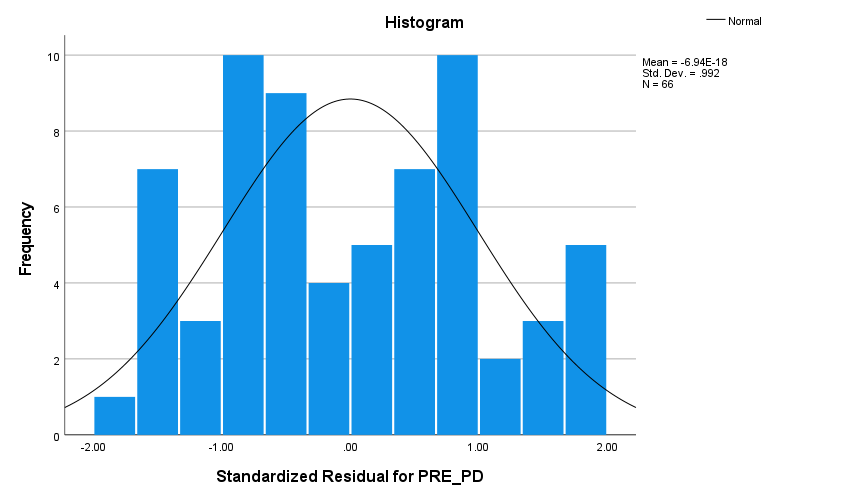 Histogram
Normal
Mean = -6.94E-18
Std. Dev. = .992
N = 66
10
8
6
4
2
0
Frequency
-2.00
-1.00
.00
1.00
2.00
Standardized Residual for PRE_PD